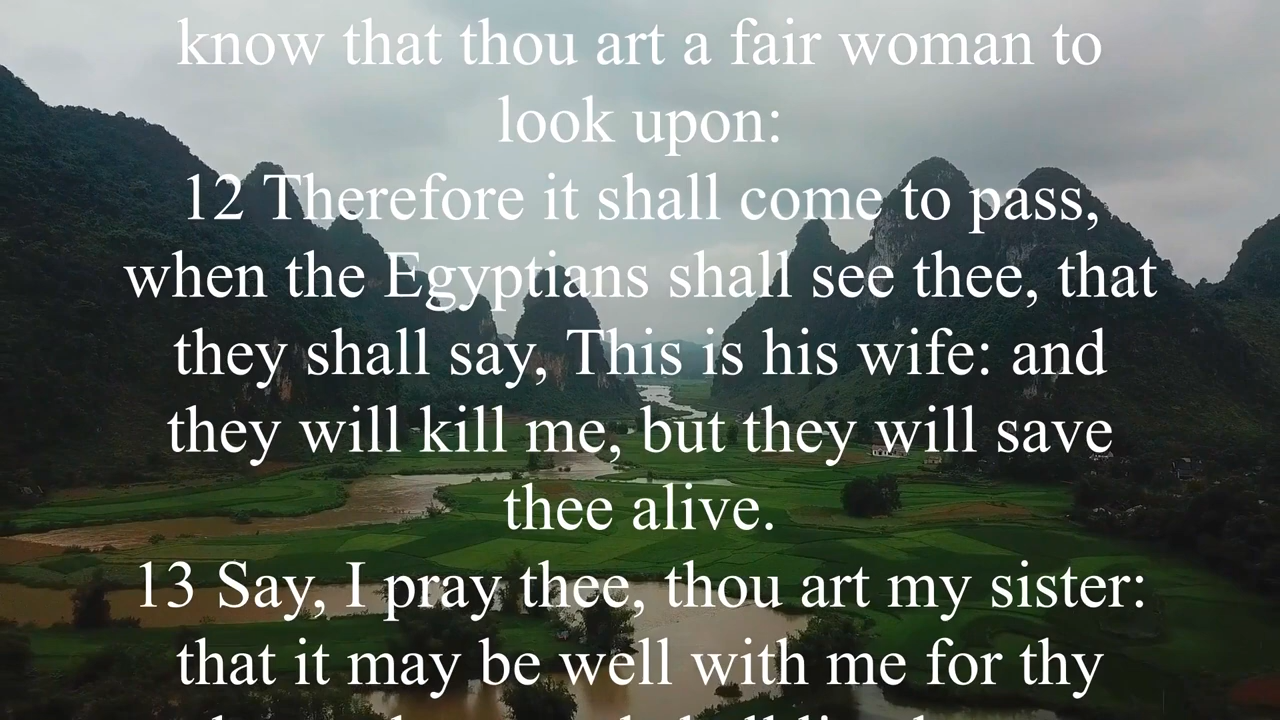 know that thou art a fair woman to
look upon:
12 Therefore it shall come to pass,
when the Egyptians shall see thee, that
they shall say, This is his wife: and
they will kill me, but they will save
thee alive.
13 Say, I pray thee, thou art my sister:
that it may be well with me for thy